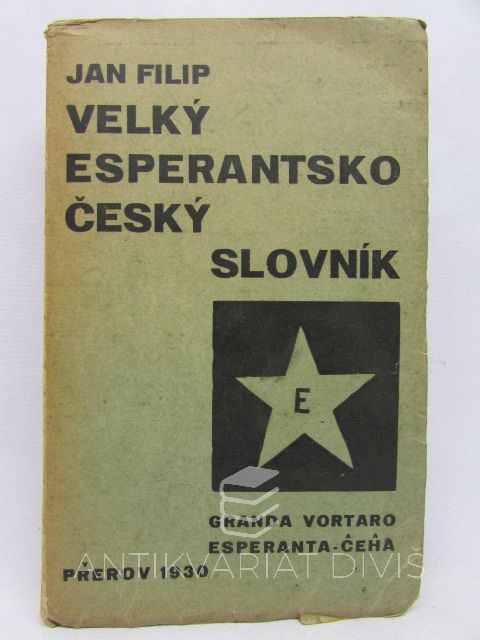 JAN FILIP
VELKÝ
ESPERANTSKO
ČESKÝ
SLOVNÍK
E
GRANDA VORTARO
ESPERANTA-ĈEĤA
ANTIKVARIÁT DIVIŠ
PŘEROV 1930